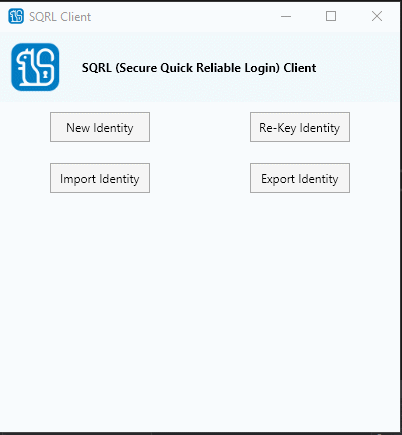 SQRL Client
SQRL (Secure Quick Reliable Login) Client
New Identity
Re-Key Identity
Import Identity
Export Identity